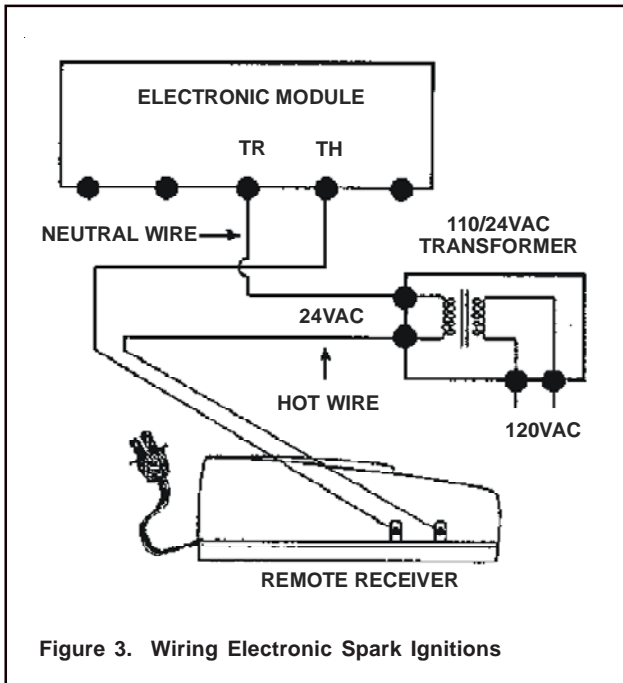 ELECTRONIC MODULE
TR TH
NEUTRAL WIRE
110/24VAC
TRANSFORMER
24VAC
HOT WIRE
120VAC
REMOTE RECEIVER
Figure 3. Wiring Electronic Spark Ignitions